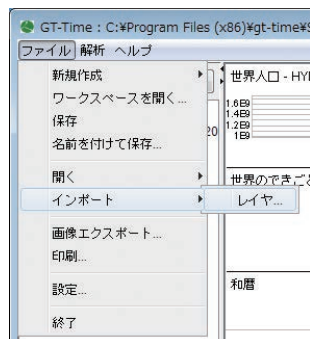 GT-Time : C:¥Program Files (x86)¥gt-time¥
ファイル 解析 ヘルプ
新規作成
ワークスペースを開く...
保存
名前を付けて保存...
開く
インポート
レイヤ...
画像エクスポート...
印刷...
設定...
終了
世界人口 - HY
1.6E9
1.4E9
1.2E9
1E9
20
世界のできご
和暦